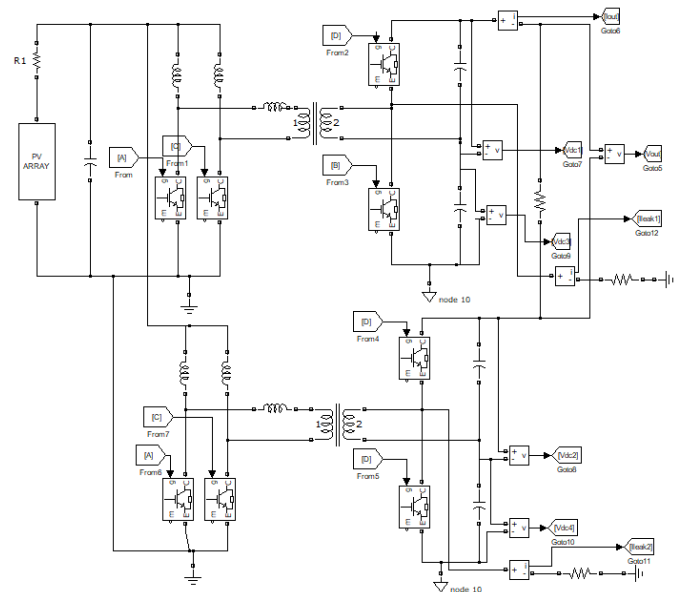 [Iout]
Goto6
[D]
From2
R1
1
2
[C]
From1
[A]
From
PV
ARRAY
[Vdc1]
Goto7
[Vout]
Goto5
[B]
From3
[Ileak1]
Goto12
[Vdc3]
Goto9
node 10
[D]
From4
[C]
From7
1
2
[A]
From8
[D]
From5
[Vdc2]
Goto8
[Vdc4]
Goto10
[Ileak2]
Goto11
node 10
g
C
m
E
g
C
m
E
g
C
m
E
g
C
m
E
g
C
m
E
g
C
m
E
g
C
m
E
g
C
m
E
+
-
i
+
-
v
+
-
v
+
-
v
+
-
i
+
-
v
+
-
v
+
-
i